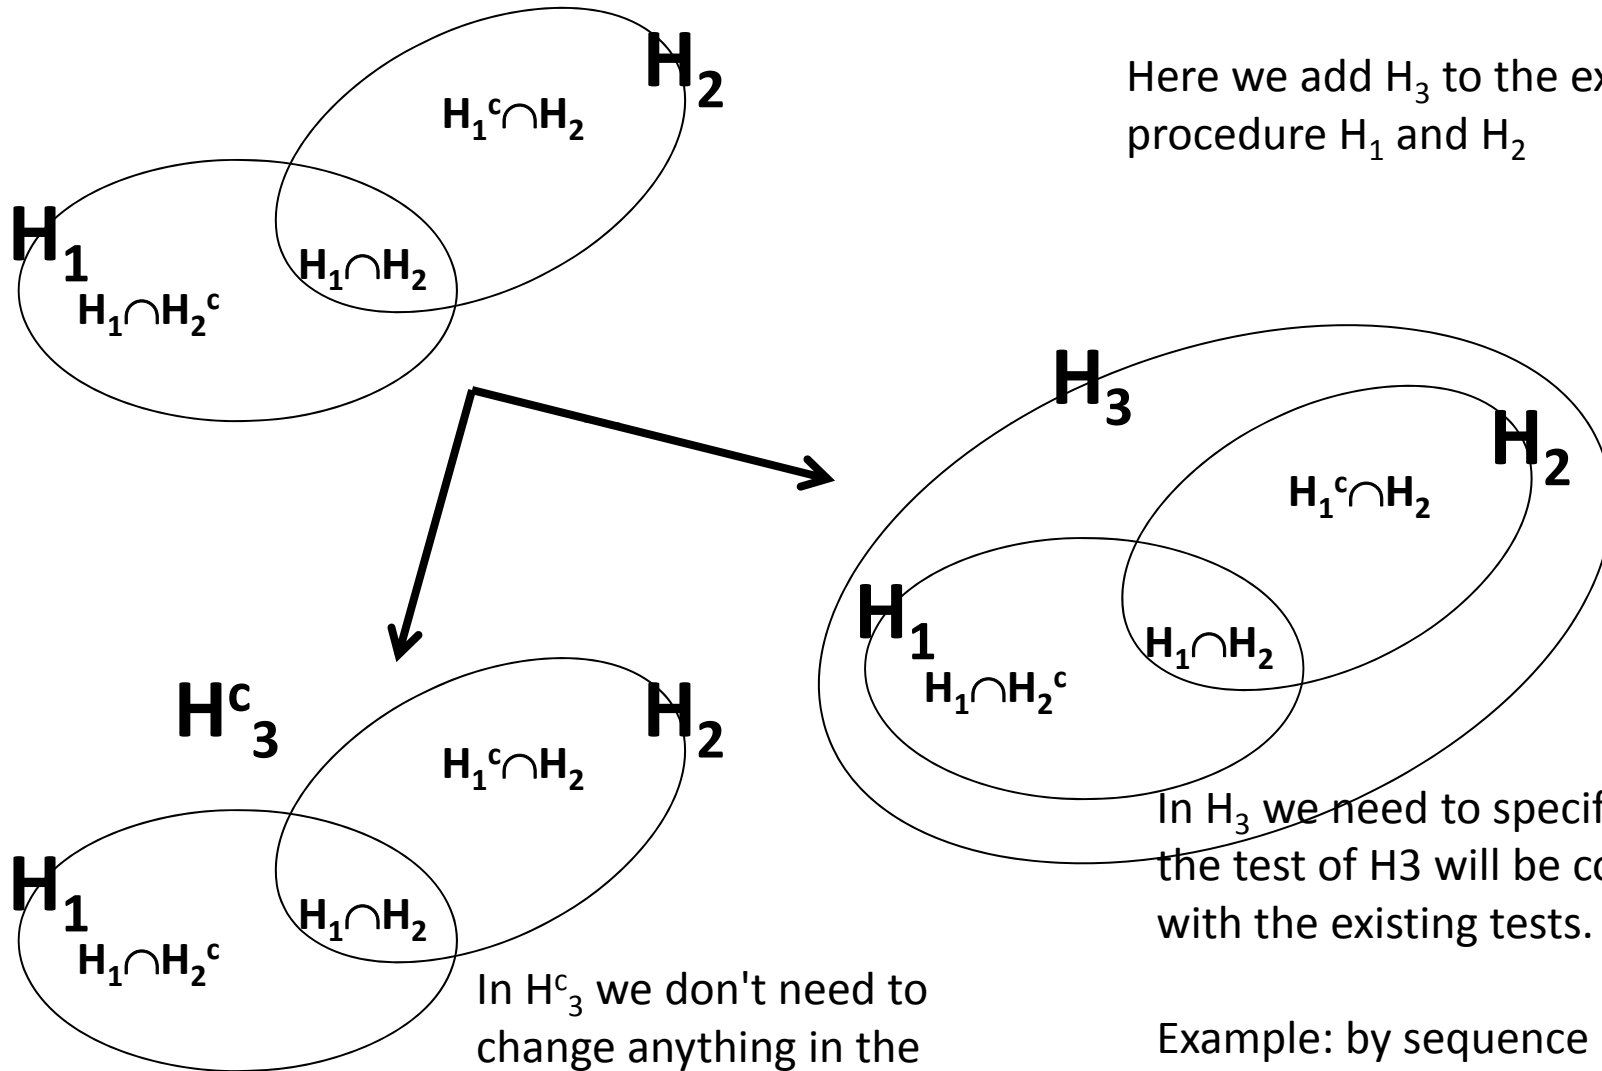 H₂
H₁ᶜ∩H₂
H₁
H₁∩H₂
H₁∩H₂ᶜ
Here we add H₃ to the
procedure H₁ and H₂
H₃
H₂
H₁ᶜ∩H₂
H₁
H₁∩H₂
H₁∩H₂ᶜ
In H₃ we need to
the test of H3 will be
with the existing tests.
Example: by sequence
Hᶜ₃
H₂
H₁ᶜ∩H₂
H₁
H₁∩H₂
H₁∩H₂ᶜ
In Hᶜ₃ we don't need to
change anything in the